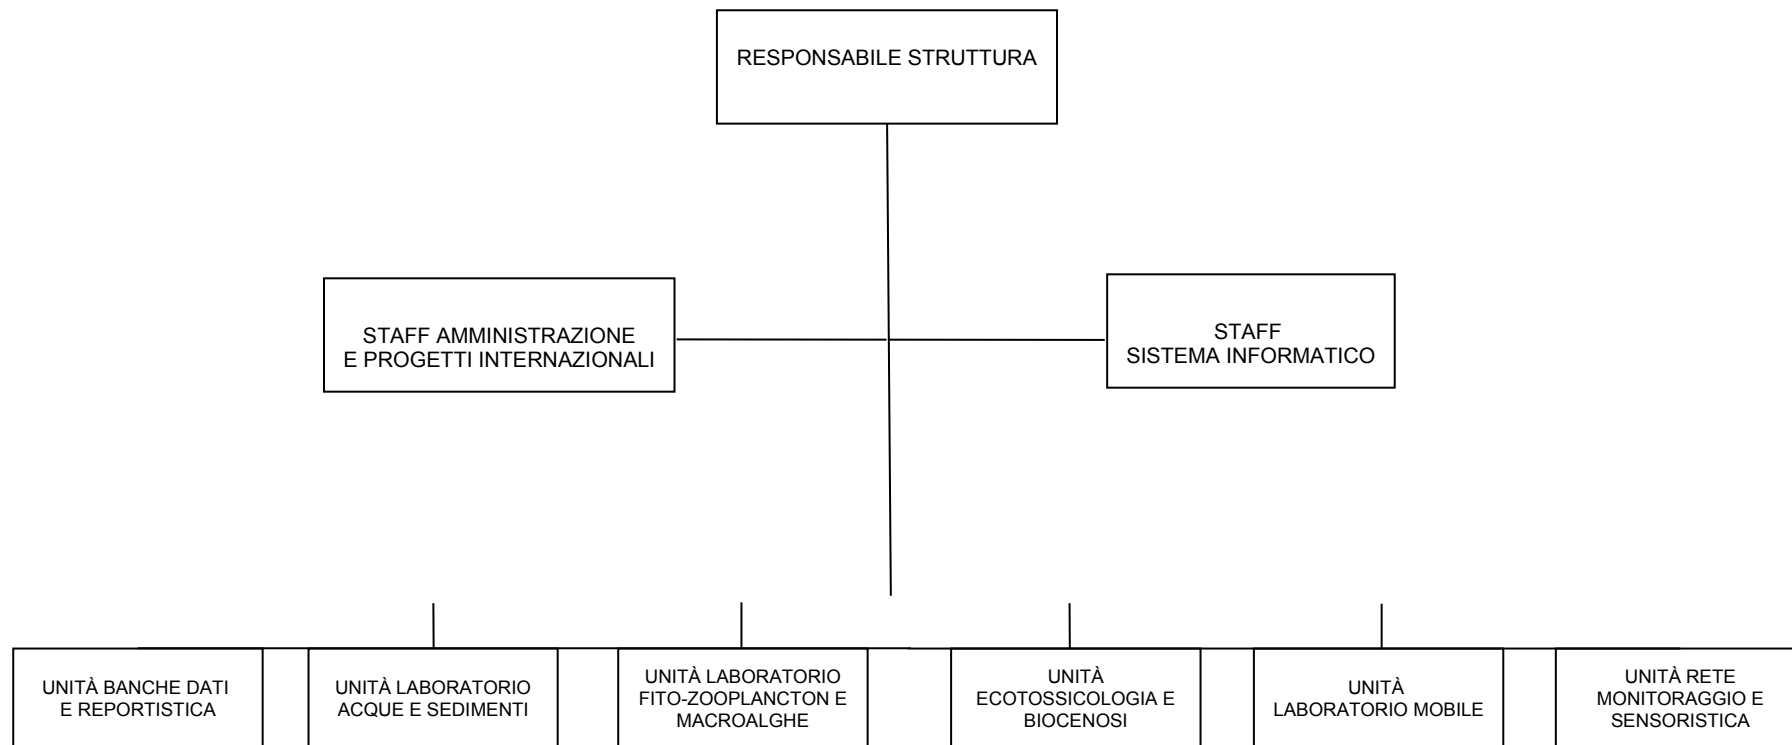 RESPONSABILE STRUTTURA
STAFF AMMINISTRAZIONE
E PROGETTI INTERNAZIONALI
STAFF
SISTEMA INFORMATICO
UNITÀ BANCHE DATI
E REPORTISTICA
UNITÀ LABORATORIO
ACQUE E SEDIMENTI
UNITÀ LABORATORIO
FITO-ZOOPLANCTON E
MACROALGHE
UNITÀ
ECOTOSSICOLOGIA E
BIOCENOSI
UNITÀ
LABORATORIO MOBILE
UNITÀ RETE
MONITORAGGIO E
SENSORISTICA